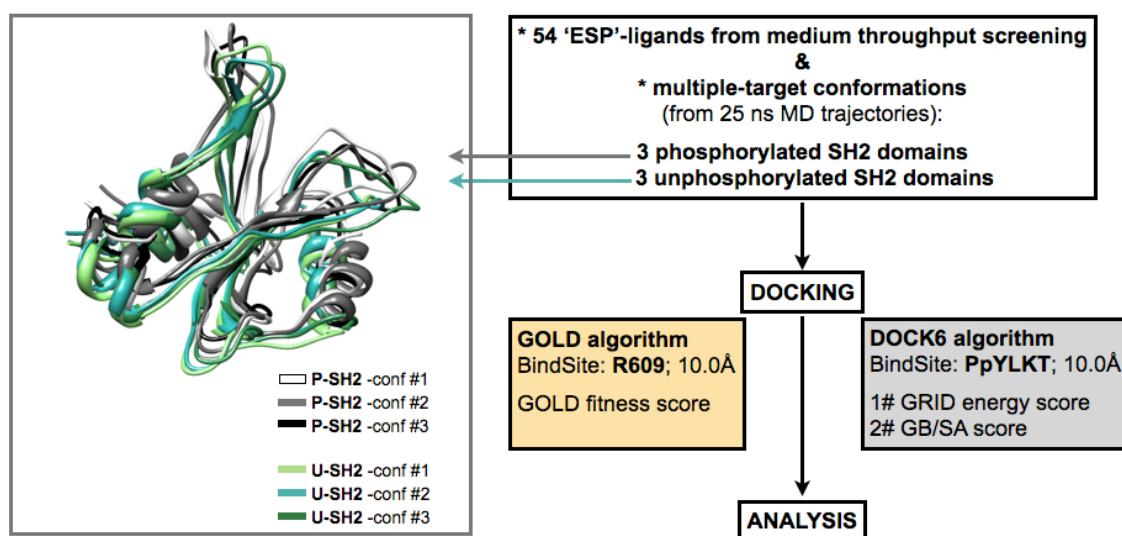 * 54 ‘ESP’-ligands from medium throughput screening
&
* multiple-target conformations
(from 25 ns MD trajectories):
3 phosphorylated SH2 domains
3 unphosphorylated SH2 domains
P-SH2 -conf #1
P-SH2 -conf #2
P-SH2 -conf #3
U-SH2 -conf #1
U-SH2 -conf #2
U-SH2 -conf #3
DOCKING
GOLD algorithm
BindSite: R609; 10.0Å
GOLD fitness score
DOCK6 algorithm
BindSite: PpYLKT; 10.0Å
1# GRID energy score
2# GB/SA score
ANALYSIS